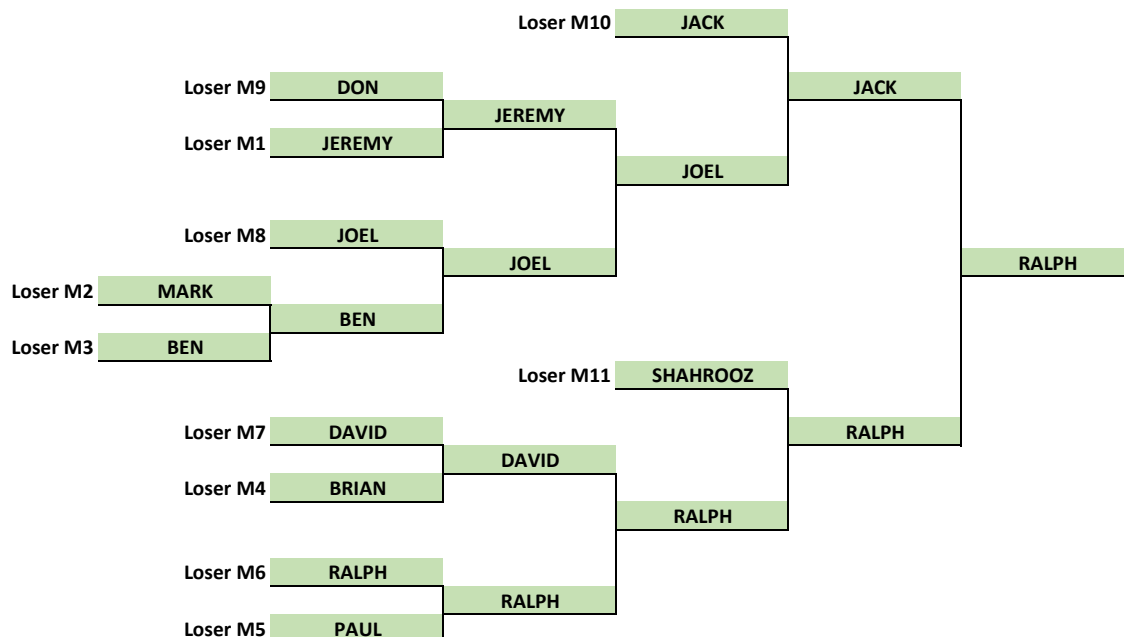 Loser M10 JACK
Loser M9 DON JACK
JEREMY
Loser M1 JEREMY
JOEL
Loser M8 JOEL
JOEL RALPH
Loser M2 MARK
BEN
Loser M3 BEN
Loser M11 SHAHROOZ
Loser M7 DAVID RALPH
DAVID
Loser M4 BRIAN
RALPH
Loser M6 RALPH
RALPH
Loser M5 PAUL